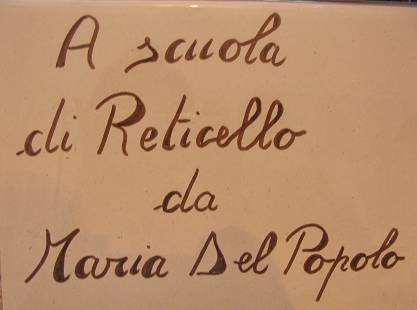 A scuola
di Reticello
da
Maria Del Popolo